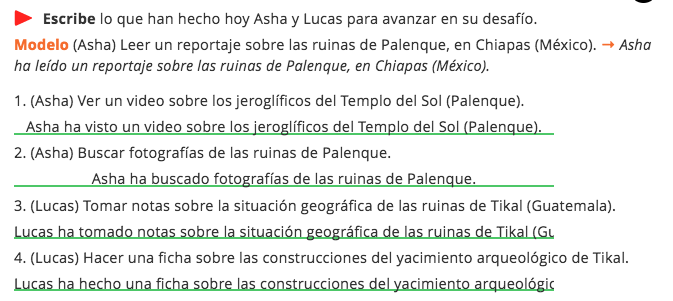 Escribe lo que han hecho hoy Asha y Lucas para avanzar en su desafío.
Modelo (Asha) Leer un reportaje sobre las ruinas de Palenque, en Chiapas (México). → Asha
ha leído un reportaje sobre las ruinas de Palenque, en Chiapas (México).
1. (Asha) Ver un video sobre los jeroglíficos del Templo del Sol (Palenque).
Asha ha visto un video sobre los jeroglíficos del Templo del Sol (Palenque).
2. (Asha) Buscar fotografías de las ruinas de Palenque.
Asha ha buscado fotografías de las ruinas de Palenque.
3. (Lucas) Tomar notas sobre la situación geográfica de las ruinas de Tikal (Guatemala).
Lucas ha tomado notas sobre la situación geográfica de las ruinas de Tikal (Gu
4. (Lucas) Hacer una ficha sobre las construcciones del yacimiento arqueológico de Tikal.
Lucas ha hecho una ficha sobre las construcciones del yacimiento arqueológic